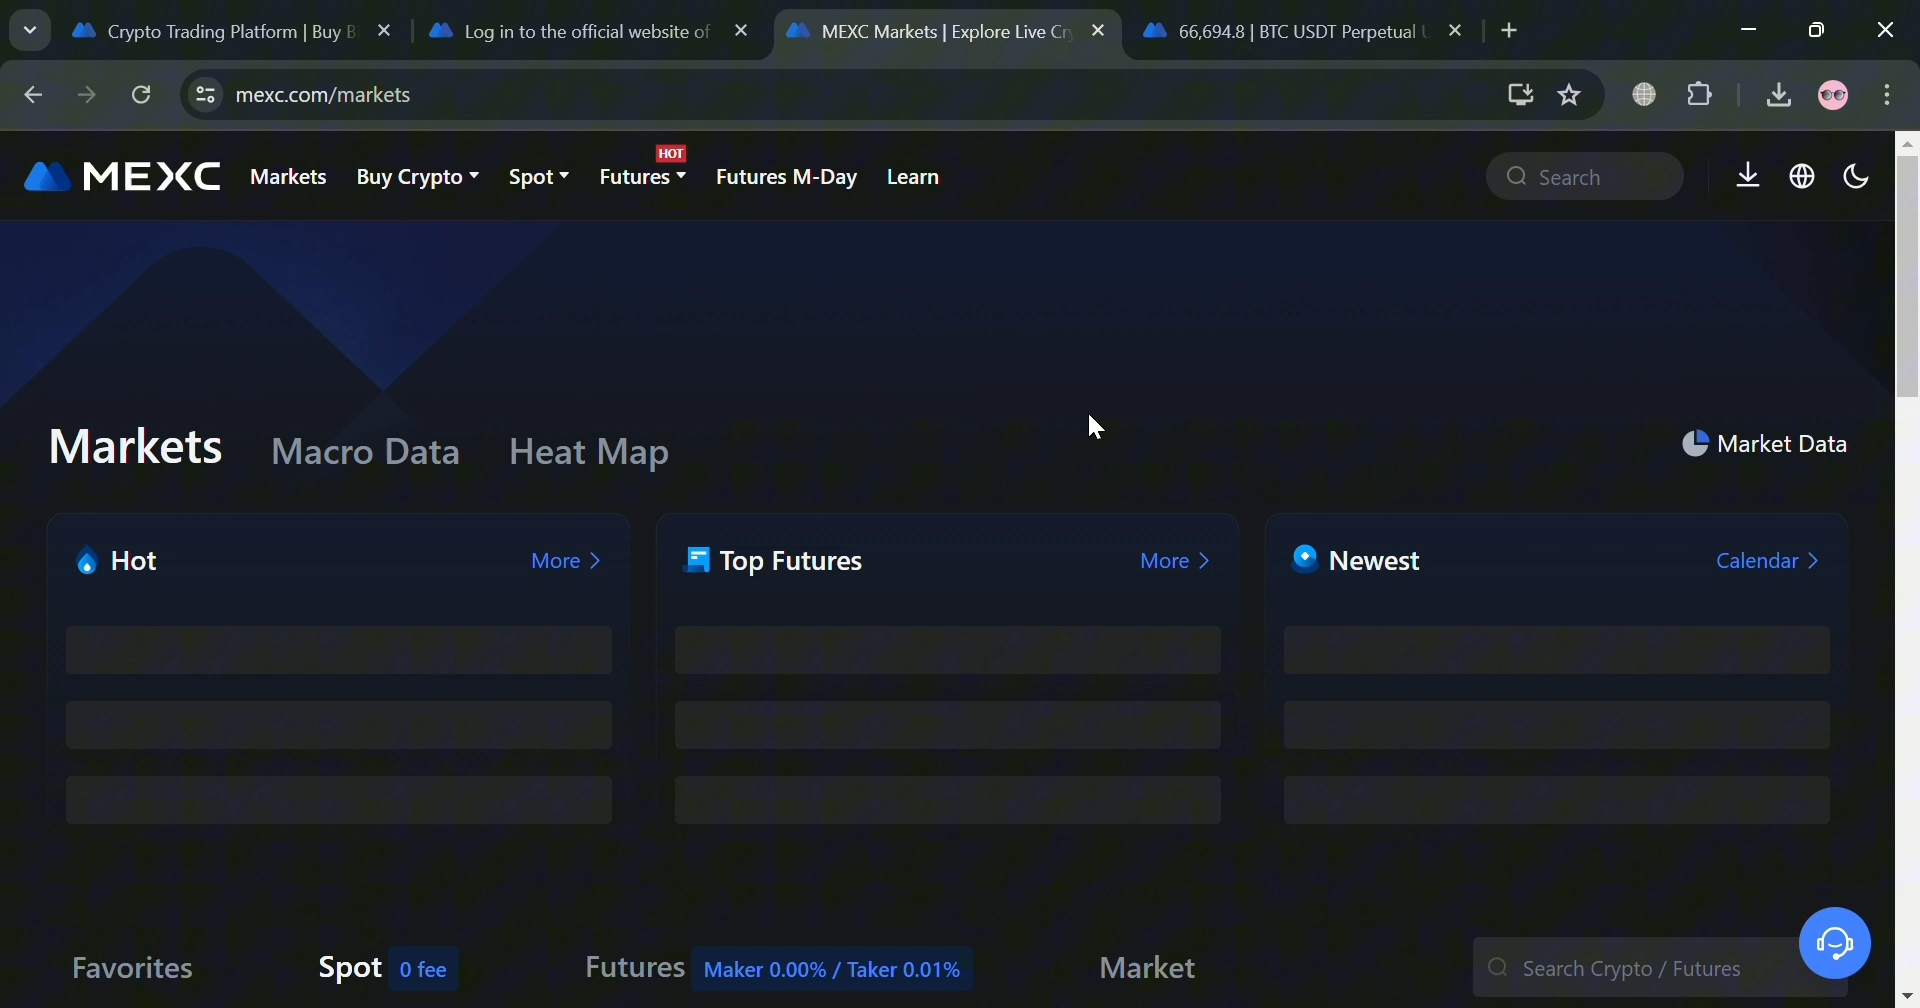 Crypto Trading Platform | Buy B
Log in to the official website of
MEXC Markets | Explore Live Cr
66,694.8 | BTC USDT Perpetual U
mexc.com/markets
MEXC
Markets
Buy Crypto
Spot
Futures
HOT
Futures M-Day
Learn
Search
Markets
Macro Data
Heat Map
Market Data
Hot
More >
Top Futures
More >
Newest
Calendar >
Favorites
Spot
0 fee
Futures
Maker 0.00% / Taker 0.01%
Market
Search Crypto / Futures